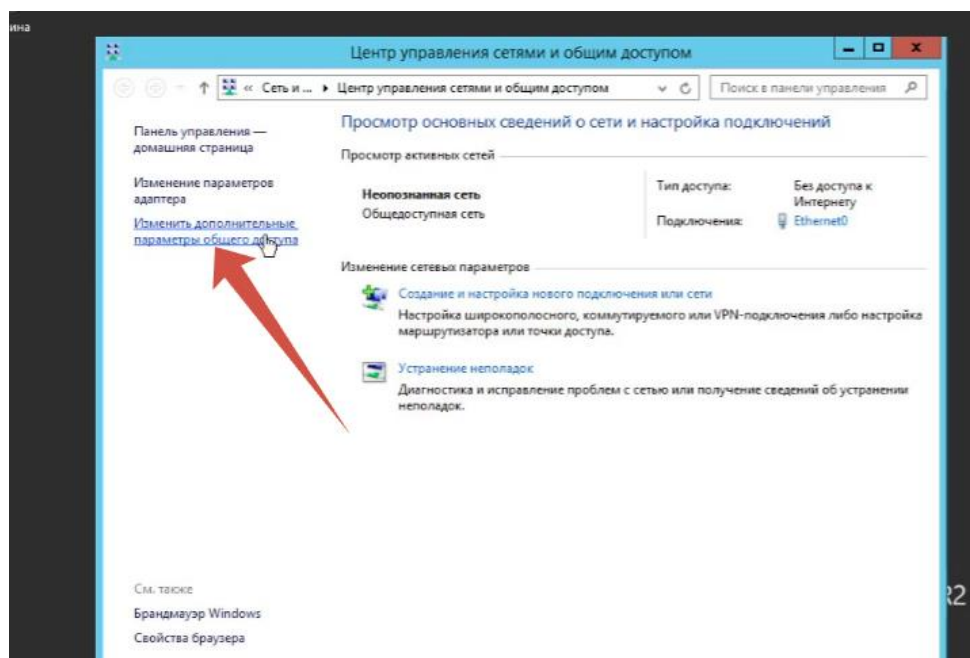 ина
Центр управления сетями и общим доступом
« Сеть и ... ▸ Центр управления сетями и общим доступом
Поиск в панели управления
Панель управления —
домашняя страница
Изменение параметров
адаптера
Изменить дополнительные
параметры общего доступа
Просмотр основных сведений о сети и настройка подключений
Просмотр активных сетей
Неопознанная сеть
Общедоступная сеть
Тип доступа: Без доступа к
Интернету
Подключения: Ethernet0
Изменение сетевых параметров
Создание и настройка нового подключения или сети
Настройка широкополосного, коммутируемого или VPN-подключения либо настройка
маршрутизатора или точки доступа.
Устранение неполадок
Диагностика и исправление проблем с сетью или получение сведений об устранении
неполадок.
См. также
Брандмауэр Windows
Свойства браузера
R2